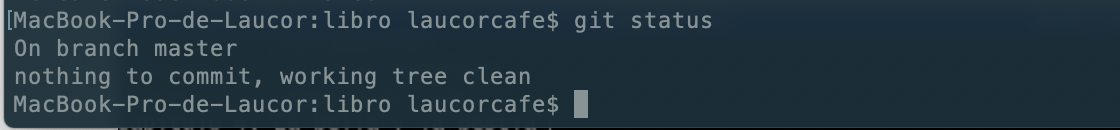 [MacBook-Pro-de-Laucor:libro laucorcafe$ git status
On branch master
nothing to commit, working tree clean
MacBook-Pro-de-Laucor:libro laucorcafe$